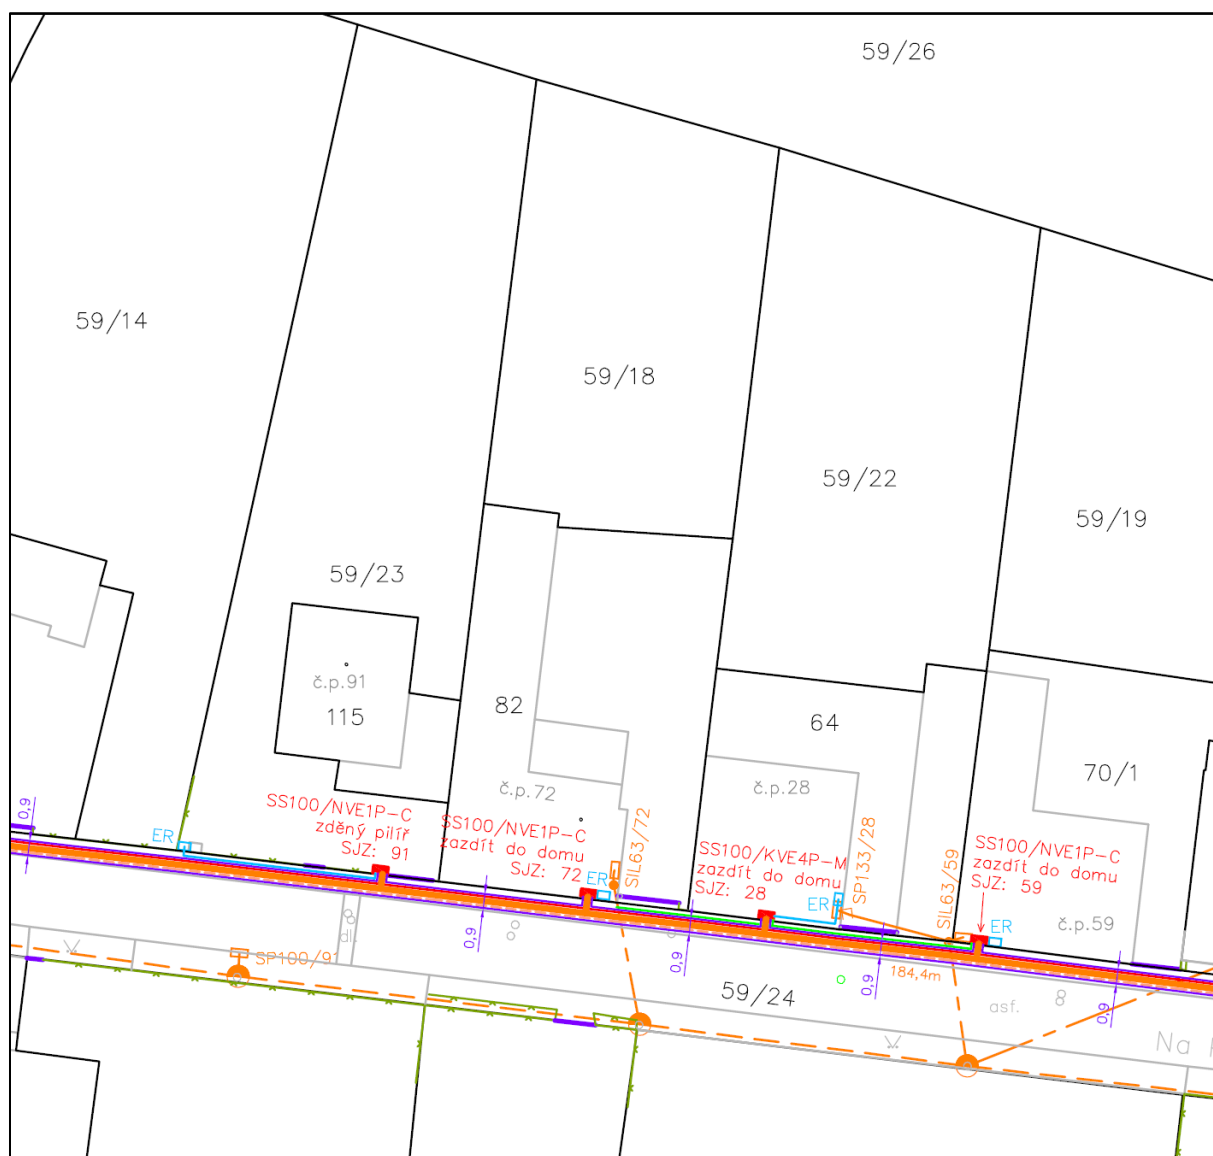 59/26
59/14
59/18
59/22
59/19
59/23
č.p.91
115
82
64
70/1
č.p.72
č.p.28
č.p.59
SS100/NVE1P-C
zděný pilíř
SJZ: 91
SS100/NVE1P-C
zazdít do domu
SJZ: 72
SS100/KVE4P-M
zazdít do domu
SJZ: 28
SS100/NVE1P-C
zazdít do domu
SJZ: 59
ER
ER
ER
ER
SIL63/72
SP133/28
SIL63/59
SP100/91
0,9
0,9
0,9
0,9
0,9
184,4m
dl.
59/24
asf.
Na